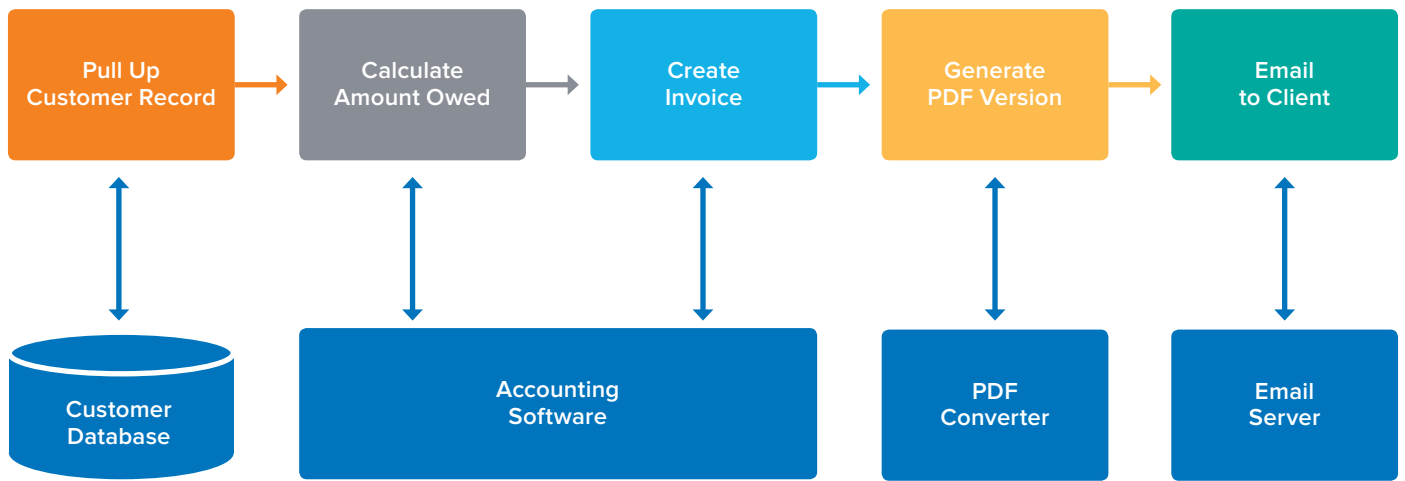 Pull Up
Customer Record
Calculate
Amount Owed
Create
Invoice
Generate
PDF Version
Email
to Client
Customer
Database
Accounting
Software
PDF
Converter
Email
Server